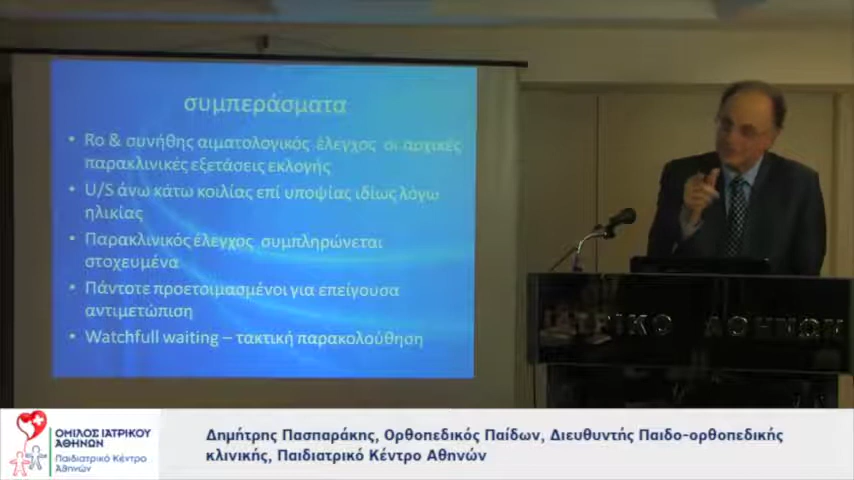 συμπεράσματα
• Ro & συνήθης αιματολογικός έλεγχος οι αρχικές
παρακλινικές εξετάσεις εκλογής
• U/S άνω κάτω κοιλίας επί υποψίας ιδίως λόγω
ηλικίας
• Παρακλινικός έλεγχος συμπληρώνεται
στοχευμένα
• Πάντοτε προετοιμασμένοι για επείγουσα
αντιμετώπιση
• Watchfull waiting – τακτική παρακολούθηση
ΙΑΤΡΙΚΟ ΑΘΗΝΩΝ
ΟΜΙΛΟΣ ΙΑΤΡΙΚΟΥ
ΑΘΗΝΩΝ
Παιδιατρικό Κέντρο
Αθηνών
Δημήτρης Πασπαράκης, Ορθοπεδικός Παίδων, Διευθυντής Παιδο-ορθοπεδικής
κλινικής, Παιδιατρικό Κέντρο Αθηνών